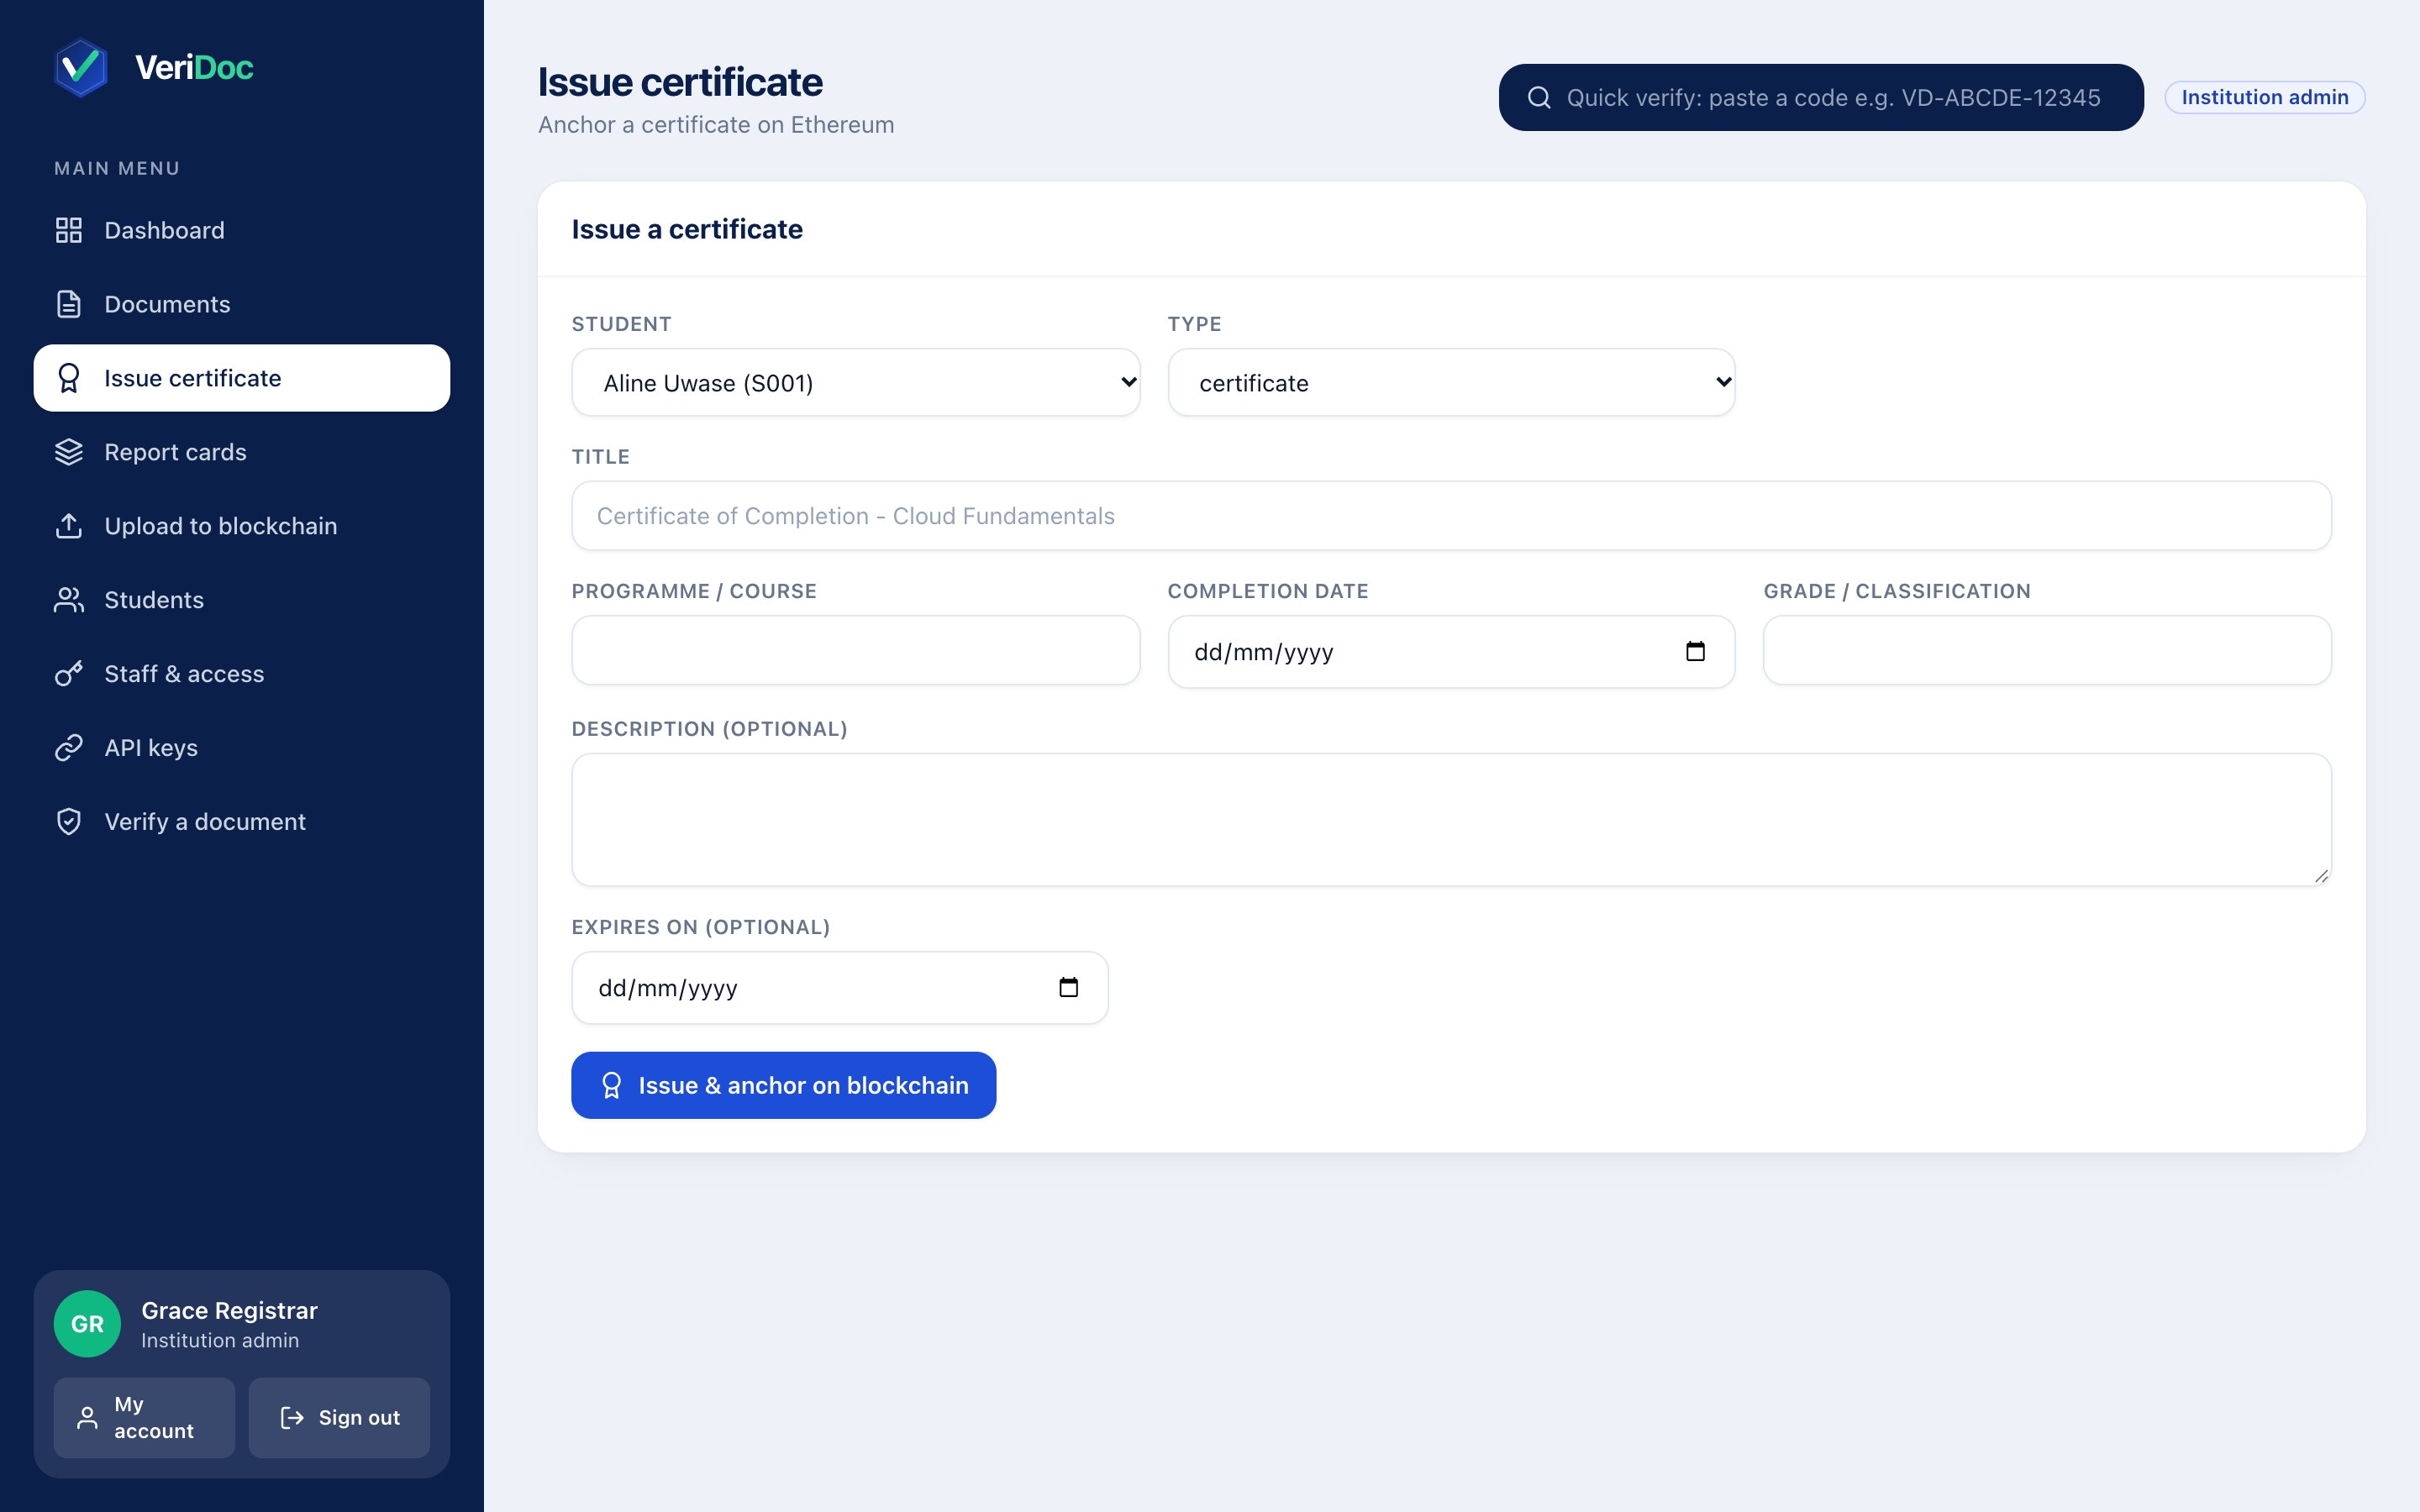 VeriDoc
MAIN MENU
Dashboard
Documents
Issue certificate
Report cards
Upload to blockchain
Students
Staff & access
API keys
Verify a document
GR
Grace Registrar
Institution admin
My
account
Sign out
Issue certificate
Anchor a certificate on Ethereum
Quick verify: paste a code e.g. VD-ABCDE-12345
Institution admin
Issue a certificate
STUDENT
TYPE
Aline Uwase (S001)
certificate
TITLE
Certificate of Completion - Cloud Fundamentals
PROGRAMME / COURSE
COMPLETION DATE
GRADE / CLASSIFICATION
dd/mm/yyyy
DESCRIPTION (OPTIONAL)
EXPIRES ON (OPTIONAL)
dd/mm/yyyy
Issue & anchor on blockchain